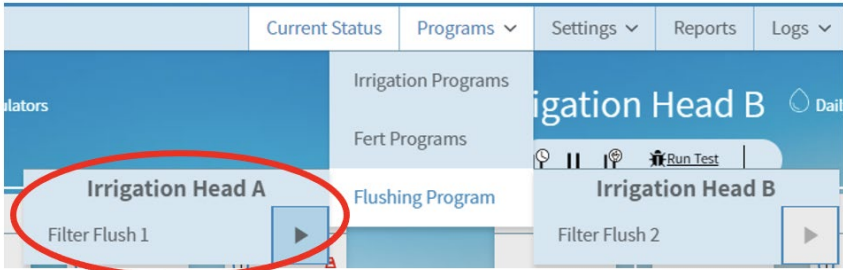 Current Status Programs Settings Reports Logs
Irrigation Programs
Fert Programs
Flushing Program
Irrigation Head B
Run Test
Irrigation Head A
Filter Flush 1
Irrigation Head B
Filter Flush 2